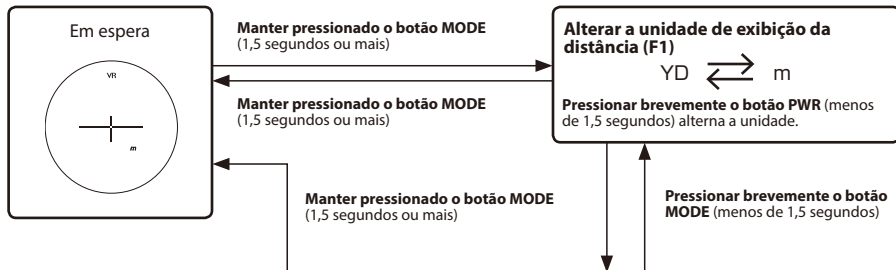 Em espera
VR
m
Manter pressionado o botão MODE
(1,5 segundos ou mais)
Manter pressionado o botão MODE
(1,5 segundos ou mais)
Alterar a unidade de exibição da
distância (F1)
YD m
Pressionar brevemente o botão PWR (menos
de 1,5 segundos) alterna a unidade.
Manter pressionado o botão MODE
(1,5 segundos ou mais)
Pressionar brevemente o botão
MODE (menos de 1,5 segundos)